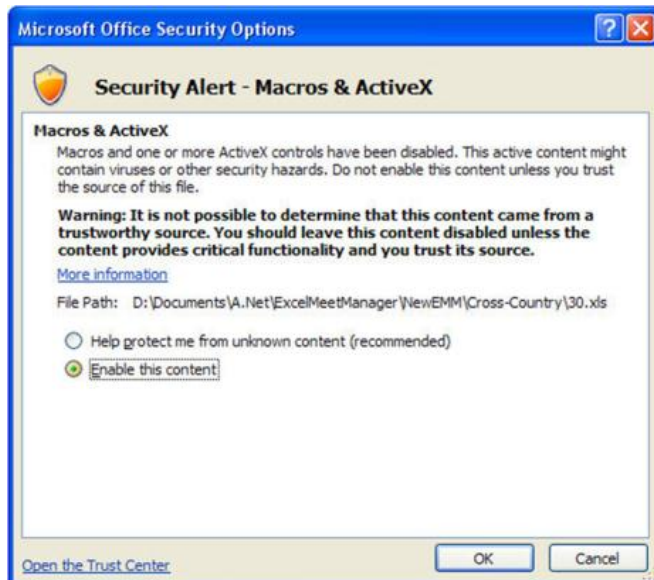 Microsoft Office Security Options
Security Alert - Macros & ActiveX
Macros & ActiveX
Macros and one or more ActiveX controls have been disabled. This active content might
contain viruses or other security hazards. Do not enable this content unless you trust
the source of this file.
Warning: It is not possible to determine that this content came from a
trustworthy source. You should leave this content disabled unless the
content provides critical functionality and you trust its source.
More information
File Path: D:\Documents\A.Net\ExcelMeetManager\NewEMM\Cross-Country\30.xls
Help protect me from unknown content (recommended)
Enable this content
Open the Trust Center
OK
Cancel